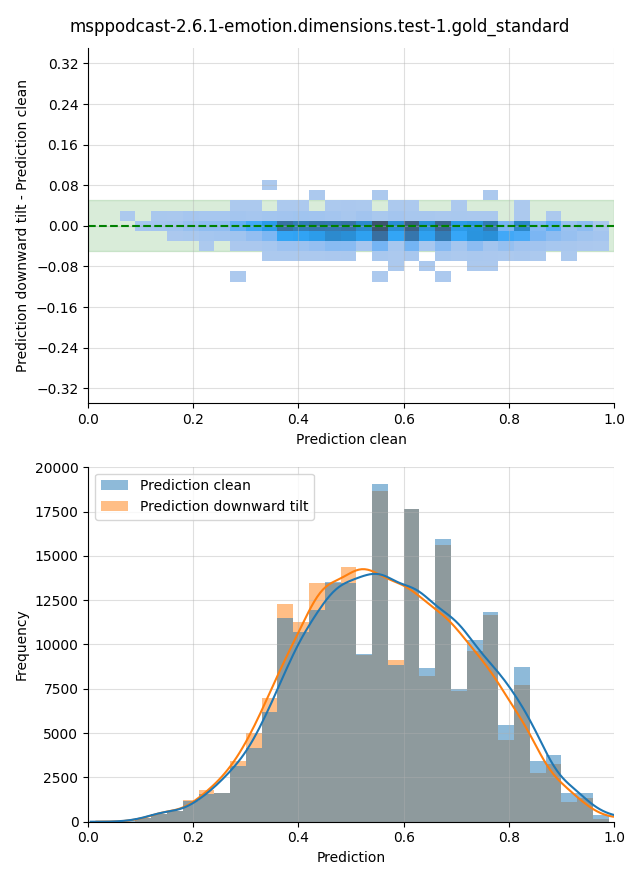 msppodcast-2.6.1-emotion.dimensions.test-1.gold_standard
Prediction downward tilt - Prediction clean
0.32
0.24
0.16
0.08
0.00
−0.08
−0.16
−0.24
−0.32
0.0 0.2 0.4 0.6 0.8 1.0
Prediction clean
Frequency
20000
17500
15000
12500
10000
7500
5000
2500
0
Prediction clean
Prediction downward tilt
0.0 0.2 0.4 0.6 0.8 1.0
Prediction